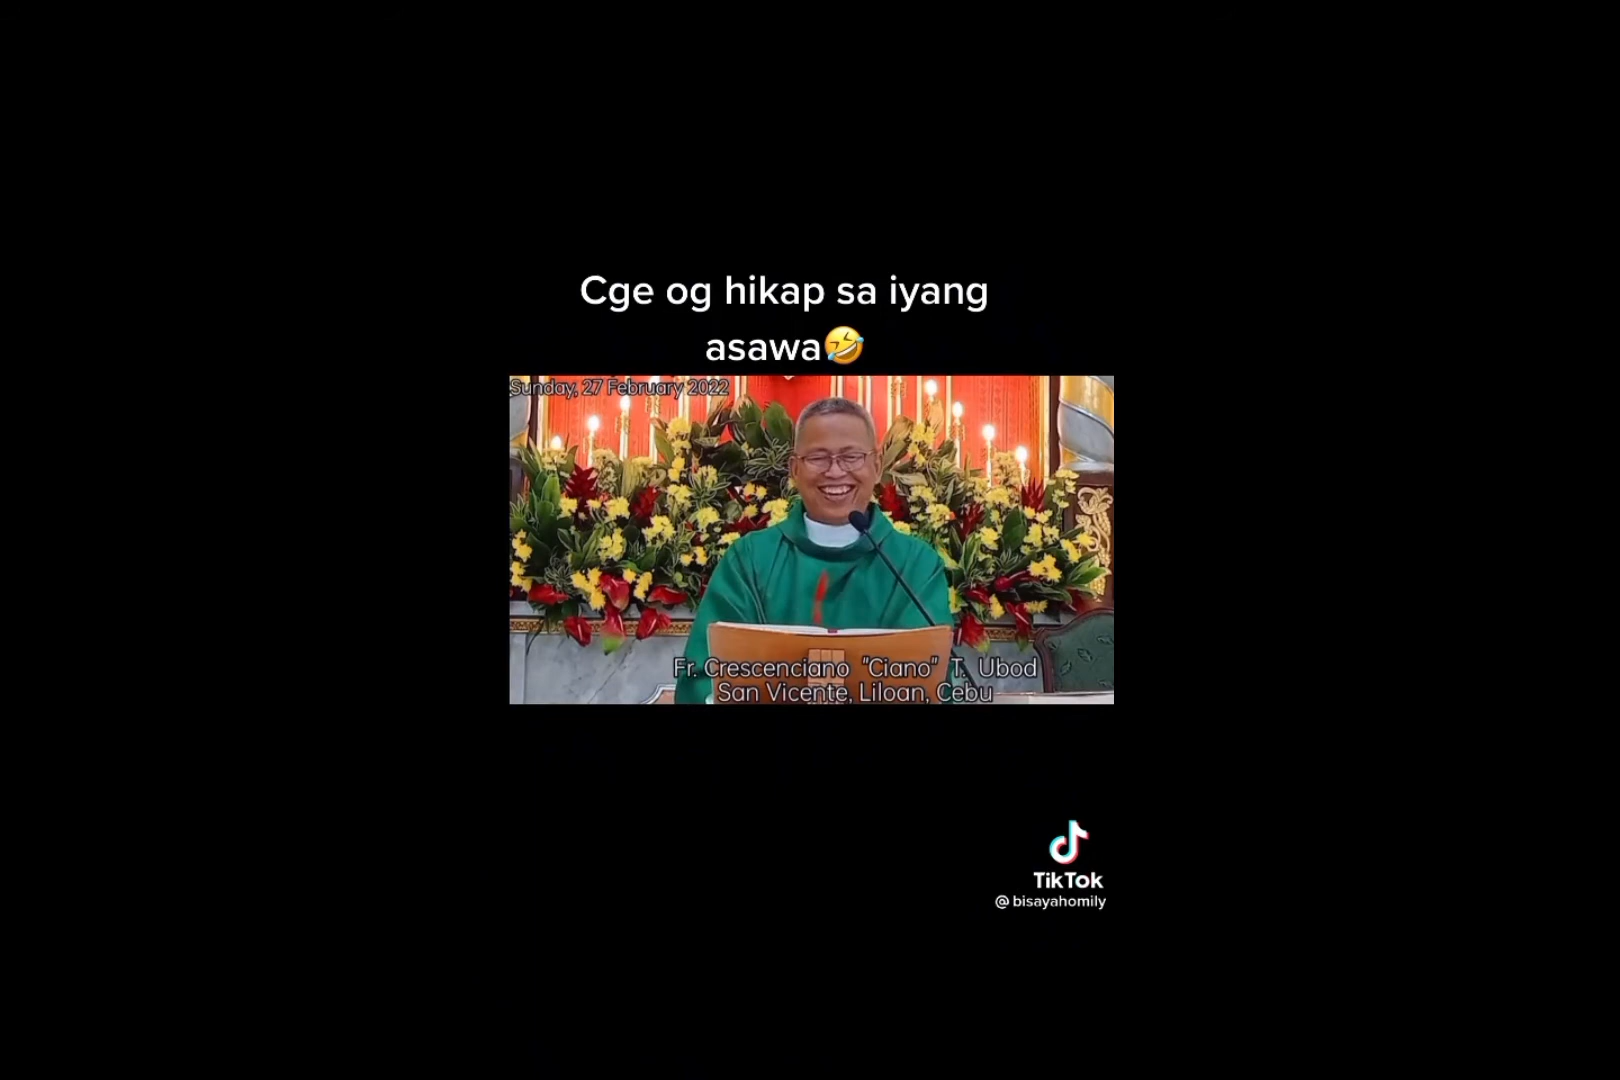 Cge og hikap sa iyang
asawa🤣
Sunday, 27 February 2022
Fr. Crescenciano "Ciano" T. Ubod
San Vicente, Liloan, Cebu
TikTok
@bisayahomily